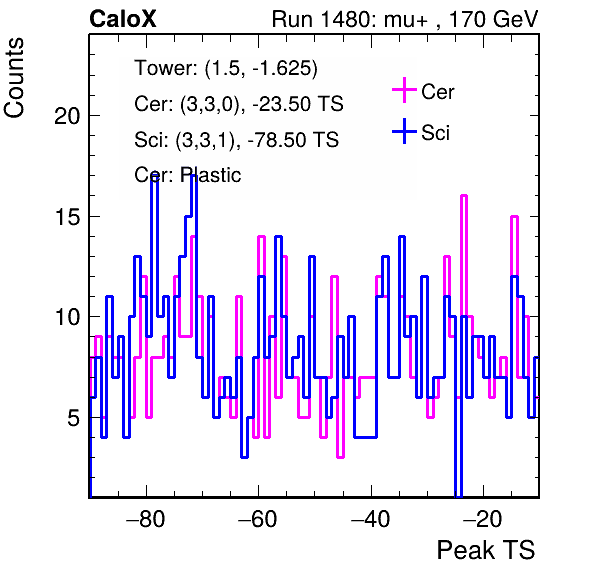 CaloX Run 1480: mu+ , 170 GeV
Counts
Tower: (1.5, -1.625)
Cer: (3,3,0), -23.50 TS
Sci: (3,3,1), -78.50 TS
Cer: Plastic
Cer
Sci
20
15
10
5
−80 −60 −40 −20
Peak TS